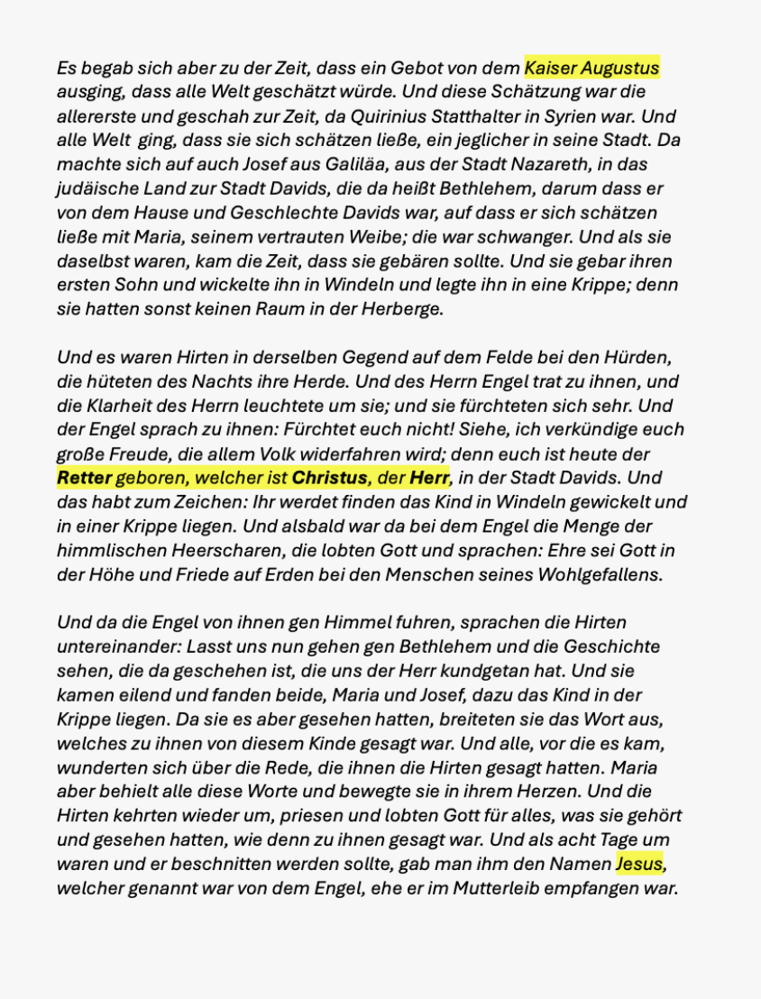 Es begab sich aber zu der Zeit, dass ein Gebot von dem Kaiser Augustus
ausging, dass alle Welt geschätzt würde. Und diese Schätzung war die
allererste und geschah zur Zeit, da Quirinius Statthalter in Syrien war. Und
alle Welt  ging, dass sie sich schätzen ließe, ein jeglicher in seine Stadt. Da
machte sich auf auch Josef aus Galiläa, aus der Stadt Nazareth, in das
judäische Land zur Stadt Davids, die da heißt Bethlehem, darum dass er
von dem Hause und Geschlechte Davids war, auf dass er sich schätzen
ließe mit Maria, seinem vertrauten Weibe; die war schwanger. Und als sie
daselbst waren, kam die Zeit, dass sie gebären sollte. Und sie gebar ihren
ersten Sohn und wickelte ihn in Windeln und legte ihn in eine Krippe; denn
sie hatten sonst keinen Raum in der Herberge.
Und es waren Hirten in derselben Gegend auf dem Felde bei den Hürden,
die hüteten des Nachts ihre Herde. Und des Herrn Engel trat zu ihnen, und
die Klarheit des Herrn leuchtete um sie; und sie fürchteten sich sehr. Und
der Engel sprach zu ihnen: Fürchtet euch nicht! Siehe, ich verkündige euch
große Freude, die allem Volk widerfahren wird; denn euch ist heute der
Retter geboren, welcher ist Christus, der Herr, in der Stadt Davids. Und
das habt zum Zeichen: Ihr werdet finden das Kind in Windeln gewickelt und
in einer Krippe liegen. Und alsbald war da bei dem Engel die Menge der
himmlischen Heerscharen, die lobten Gott und sprachen: Ehre sei Gott in
der Höhe und Friede auf Erden bei den Menschen seines Wohlgefallens.
Und da die Engel von ihnen gen Himmel fuhren, sprachen die Hirten
untereinander: Lasst uns nun gehen gen Bethlehem und die Geschichte
sehen, die da geschehen ist, die uns der Herr kundgetan hat. Und sie
kamen eilend und fanden beide, Maria und Josef, dazu das Kind in der
Krippe liegen. Da sie es aber gesehen hatten, breiteten sie das Wort aus,
welches zu ihnen von diesem Kinde gesagt war. Und alle, vor die es kam,
wunderten sich über die Rede, die ihnen die Hirten gesagt hatten. Maria
aber behielt alle diese Worte und bewegte sie in ihrem Herzen. Und die
Hirten kehrten wieder um, priesen und lobten Gott für alles, was sie gehört
und gesehen hatten, wie denn zu ihnen gesagt war. Und als acht Tage um
waren und er beschnitten werden sollte, gab man ihm den Namen Jesus,
welcher genannt war von dem Engel, ehe er im Mutterleib empfangen war.